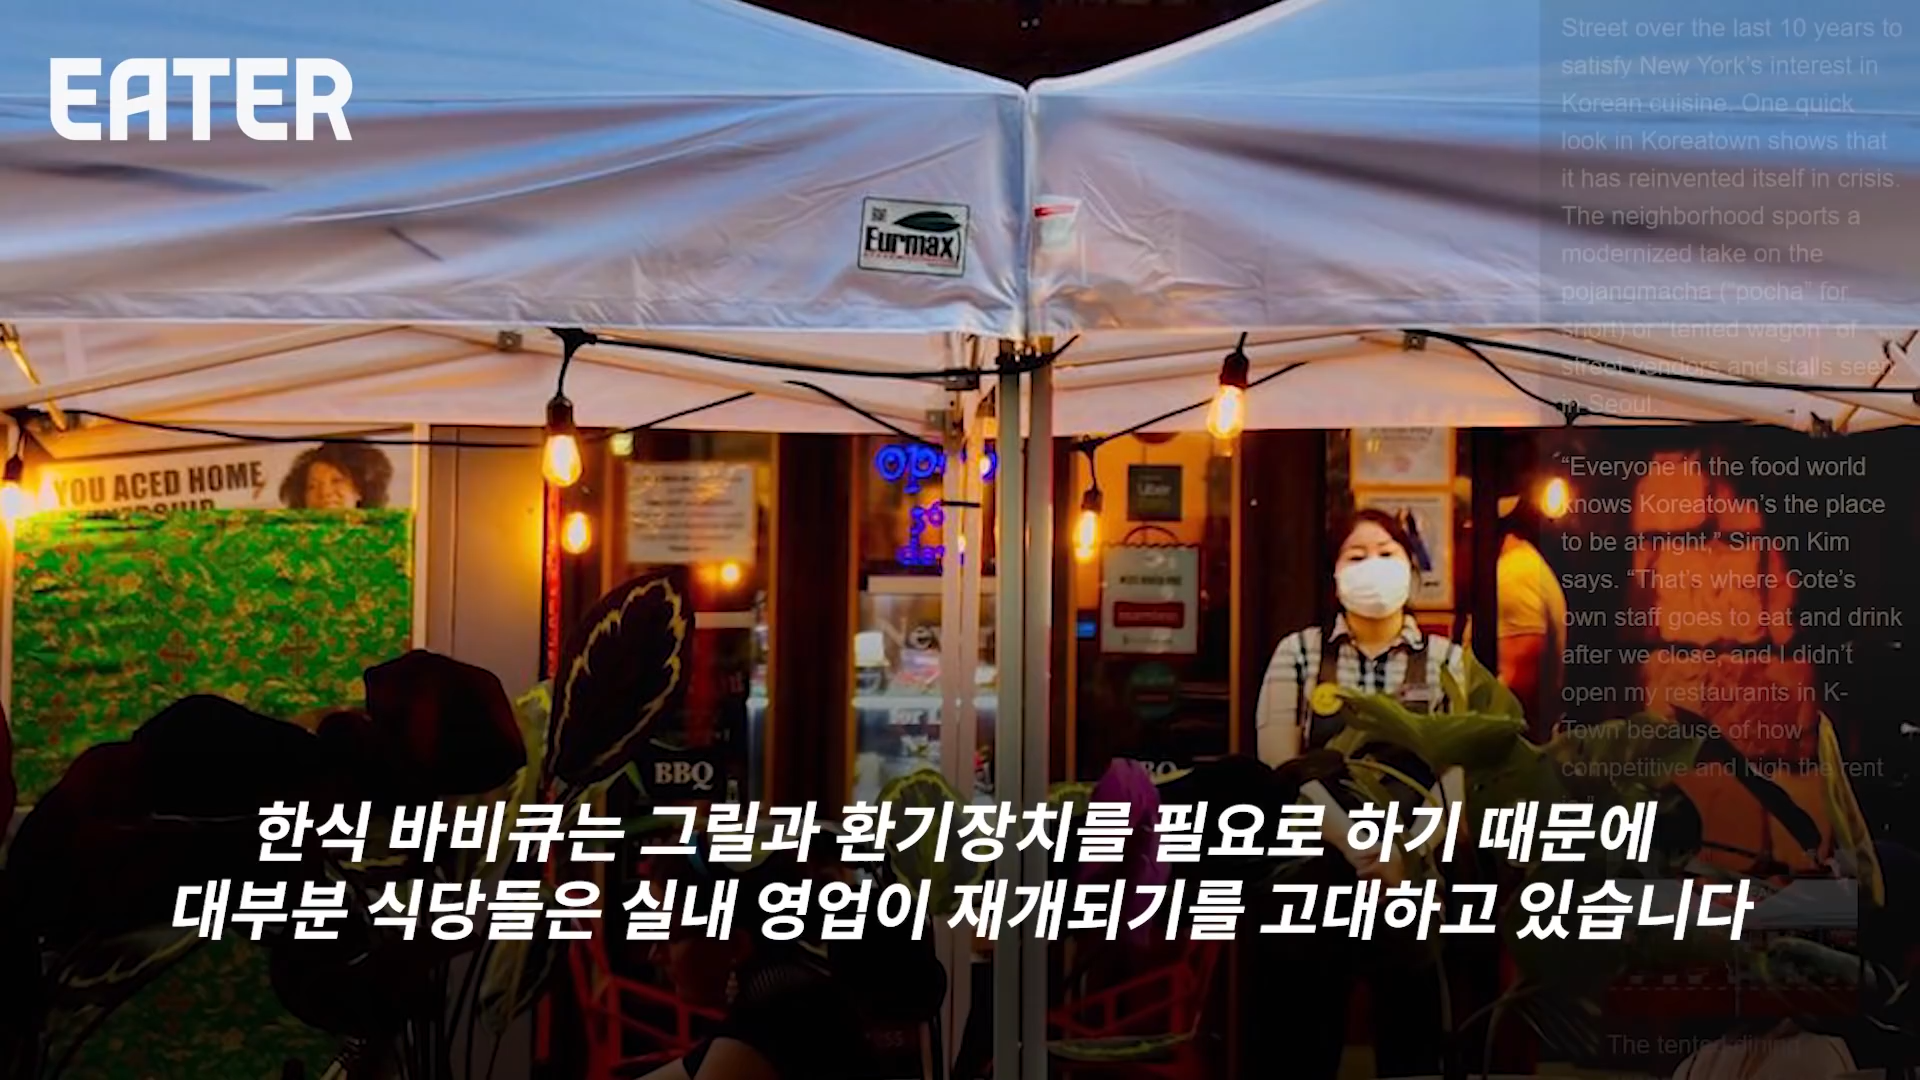 EATER
Street over the last 10 years to
satisfy New York's interest in
Korean cuisine. One quick
look in Koreatown shows that
it has reinvented itself in crisis.
The neighborhood sports a
modernized take on the
pojangmacha (“pocha” for
short) or “tented wagon” of
street vendors and stalls seen
in Seoul.
“Everyone in the food world
knows Koreatown's the place
to be at night,” Simon Kim
says. “That's where Cote's
own staff goes to eat and drink
after we close, and I didn't
open my restaurants in K-
Town because of how
competitive and high the rent
The tented dining
Eurmax
YOU ACED HOME
Uber
BBQ
한식 바비큐는 그릴과 환기장치를 필요로 하기 때문에
대부분 식당들은 실내 영업이 재개되기를 고대하고 있습니다